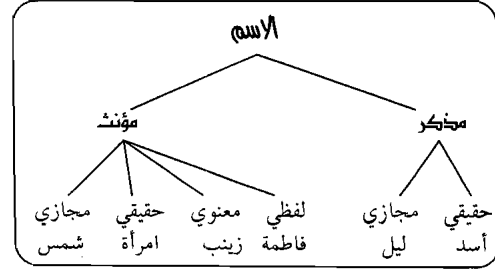 الاسم
مذكر مؤنث
حقيقي مجازي لفظي معنوي حقيقي مجازي
أسد ليل فاطمة زينب امرأة شمس